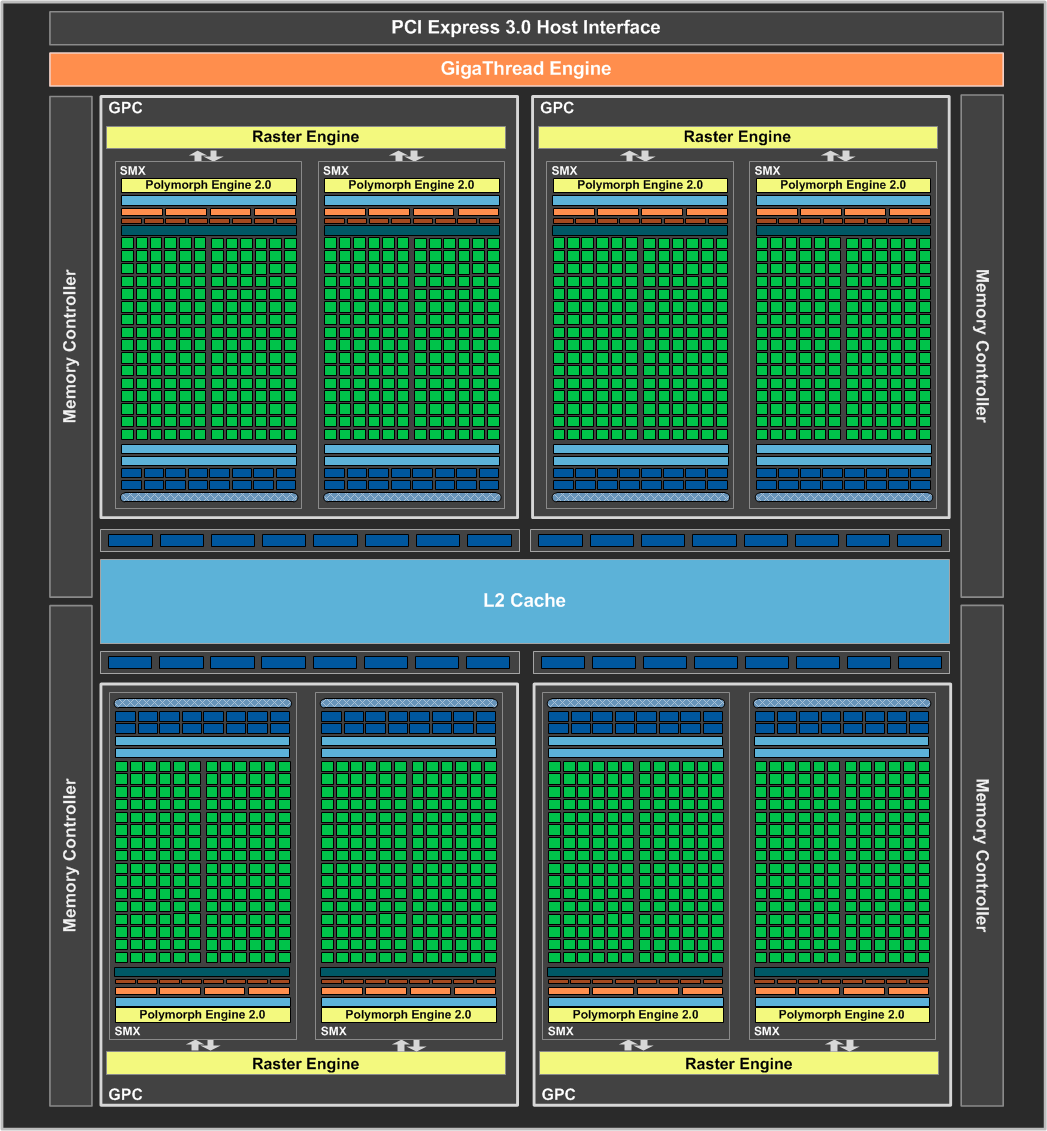 PCI Express 3.0 Host Interface
GigaThread Engine
Memory Controller
GPC
Raster Engine
SMX
Polymorph Engine 2.0
SMX
Polymorph Engine 2.0
GPC
Raster Engine
SMX
Polymorph Engine 2.0
SMX
Polymorph Engine 2.0
Memory Controller
L2 Cache
Memory Controller
Polymorph Engine 2.0
SMX
Polymorph Engine 2.0
SMX
Raster Engine
GPC
Polymorph Engine 2.0
SMX
Polymorph Engine 2.0
SMX
Raster Engine
GPC
Memory Controller